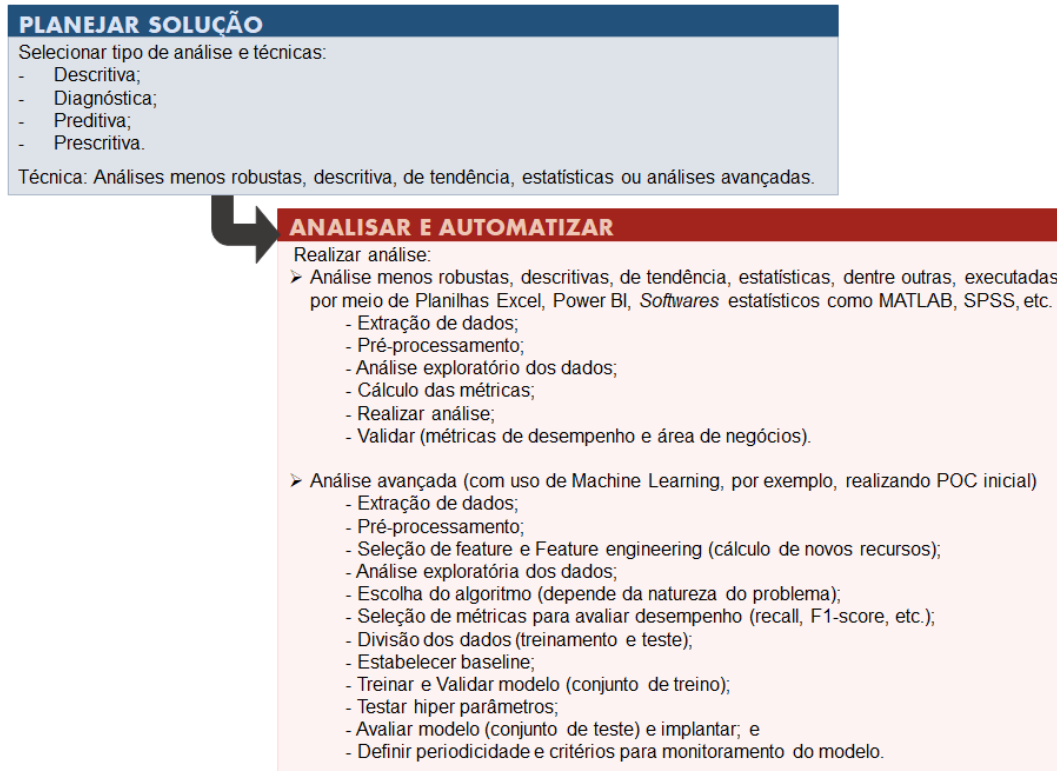 PLANEJAR SOLUÇÃO
Selecionar tipo de análise e técnicas:
- Descritiva;
- Diagnóstica;
- Preditiva;
- Prescritiva.
Técnica: Análises menos robustas, descritiva, de tendência, estatísticas ou análises avançadas.
ANALISAR E AUTOMATIZAR
Realizar análise:
➢ Análise menos robustas, descritivas, de tendência, estatísticas, dentre outras, executadas
por meio de Planilhas Excel, Power BI, Softwares estatísticos como MATLAB, SPSS, etc.
- Extração de dados;
- Pré-processamento;
- Análise exploratório dos dados;
- Cálculo das métricas;
- Realizar análise;
- Validar (métricas de desempenho e área de negócios).
➢ Análise avançada (com uso de Machine Learning, por exemplo, realizando POC inicial)
- Extração de dados;
- Pré-processamento;
- Seleção de feature e Feature engineering (cálculo de novos recursos);
- Análise exploratória dos dados;
- Escolha do algoritmo (depende da natureza do problema);
- Seleção de métricas para avaliar desempenho (recall, F1-score, etc.);
- Divisão dos dados (treinamento e teste);
- Estabelecer baseline;
- Treinar e Validar modelo (conjunto de treino);
- Testar hiper parâmetros;
- Avaliar modelo (conjunto de teste) e implantar; e
- Definir periodicidade e critérios para monitoramento do modelo.